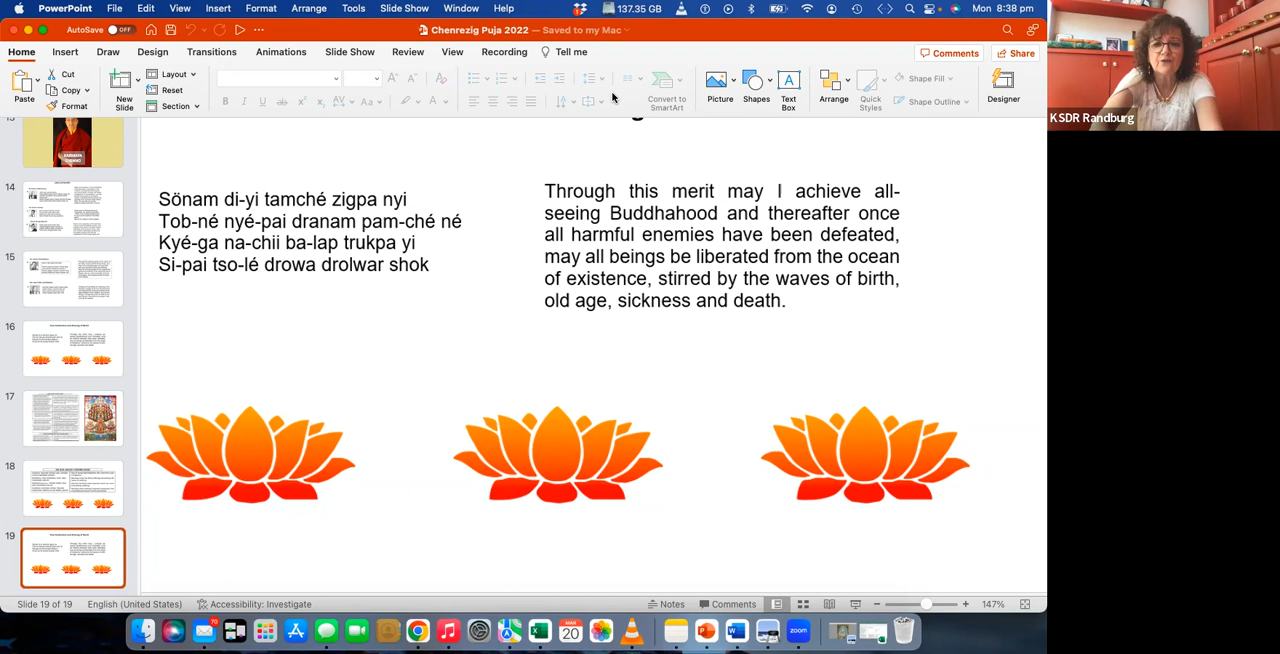 PowerPoint File Edit View Insert Format Arrange Tools Slide Show Window Help 137.35 GB Mon 8:38 pm
AutoSave OFF Chenrezig Puja 2022 — Saved to my Mac
Home Insert Draw Design Transitions Animations Slide Show Review View Recording Tell me Comments Share
Paste Cut Copy Format
New Slide Layout Reset Section
Convert to SmartArt
Picture Shapes Text Box
Arrange Quick Styles Shape Fill Shape Outline
Designer
KSDR Randburg
14
15
16
17
18
19
Sönam di-yi tamché zigpa nyi
Tob-né nyé-pai dranam pam-ché né
Kyé-ga na-chii ba-lap trukpa yi
Si-pai tso-lé drowa drolwar shok
Through this merit may I achieve all-
seeing Buddhahood and thereafter once
all harmful enemies have been defeated,
may all beings be liberated from the ocean
of existence, stirred by the waves of birth,
old age, sickness and death.
Slide 19 of 19 English (United States) Accessibility: Investigate Notes Comments 147%
70
MAR
20
zoom